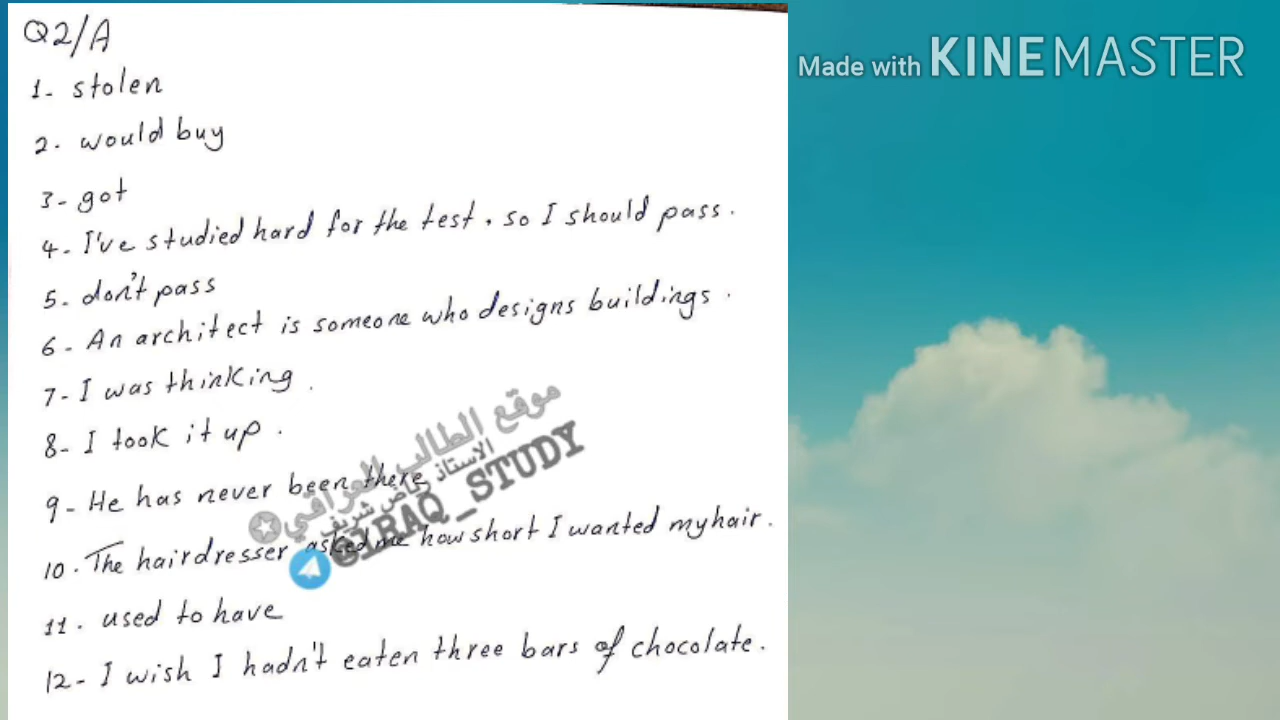 Q2/A
1- stolen
2. would buy
3- got
4- I've studied hard for the test, so I should pass.
5- don't pass
6- An architect is someone who designs buildings.
7- I was thinking.
8- I took it up.
9- He has never been there
10. The hairdresser asked me how short I wanted my hair.
11. used to have
12- I wish I hadn't eaten three bars of chocolate.
موقع الطالب العراقي
الاستاذ رياض شريف
@IRAQ_STUDY
Made with KINEMASTER